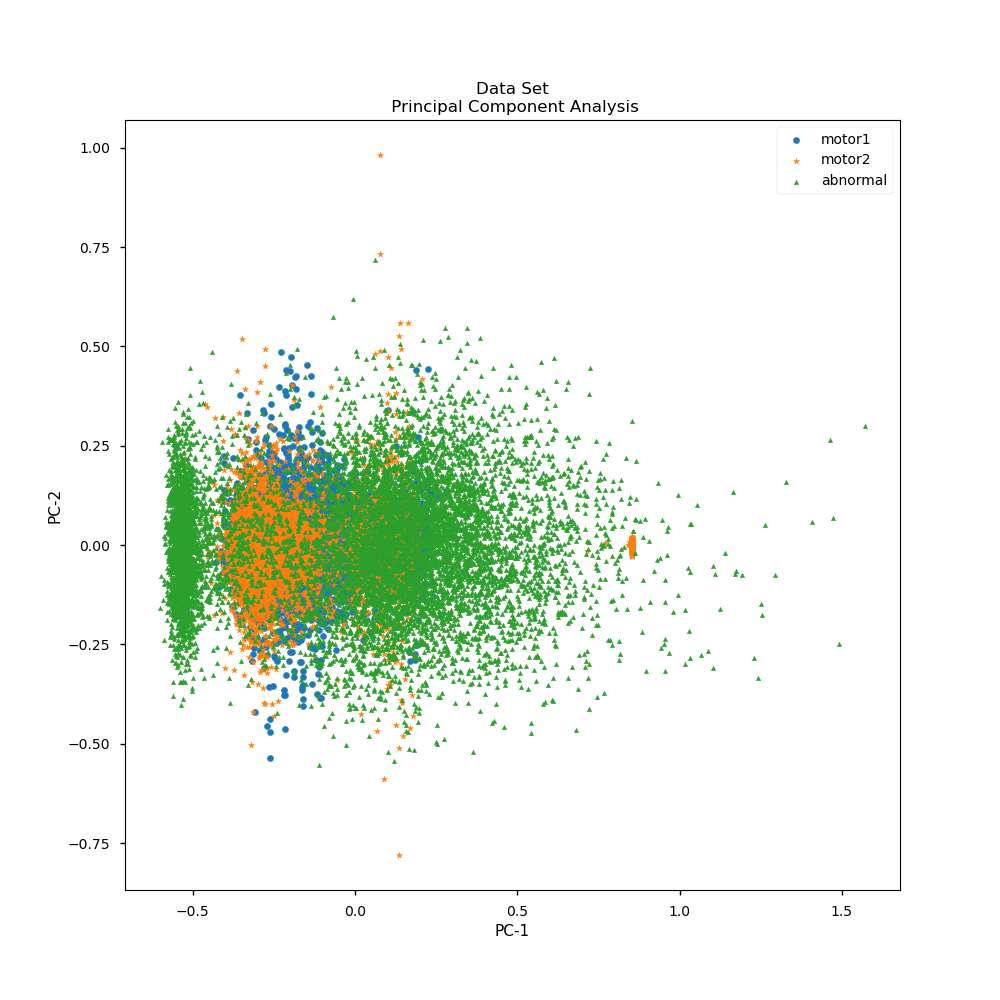 Data Set
Principal Component Analysis
motor1
motor2
abnormal
1.00
0.75
0.50
0.25
0.00
−0.25
−0.50
−0.75
PC-2
−0.5
0.0
0.5
1.0
1.5
PC-1